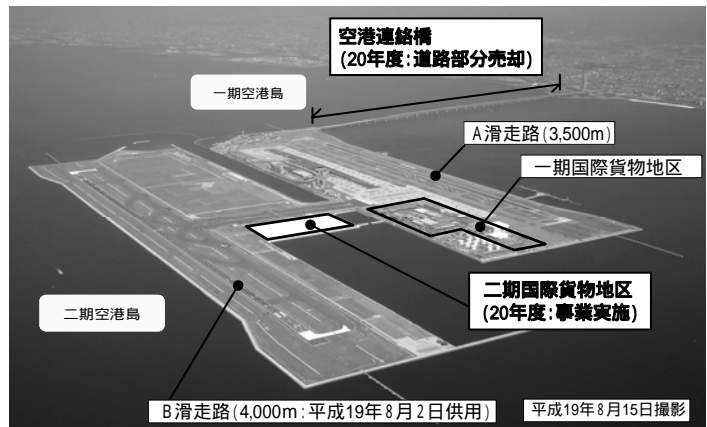 空港連絡橋
(20年度:道路部分売却)
一期空港島
A滑走路(3,500m)
一期国際貨物地区
二期国際貨物地区
(20年度:事業実施)
二期空港島
B滑走路(4,000m:平成19年8月2日供用)
平成19年8月15日撮影